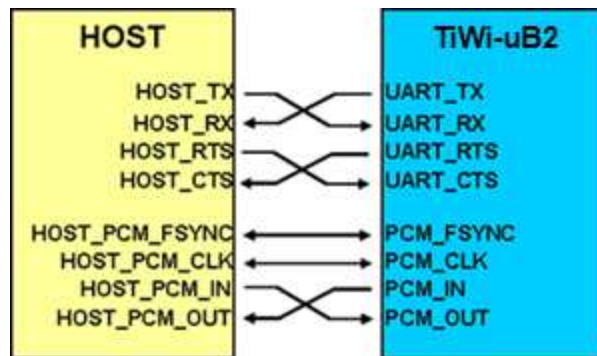 HOST TiWi-uB2
HOST_TX UART_TX
HOST_RX UART_RX
HOST_RTS UART_RTS
HOST_CTS UART_CTS
HOST_PCM_FSYNC PCM_FSYNC
HOST_PCM_CLK PCM_CLK
HOST_PCM_IN PCM_IN
HOST_PCM_OUT PCM_OUT